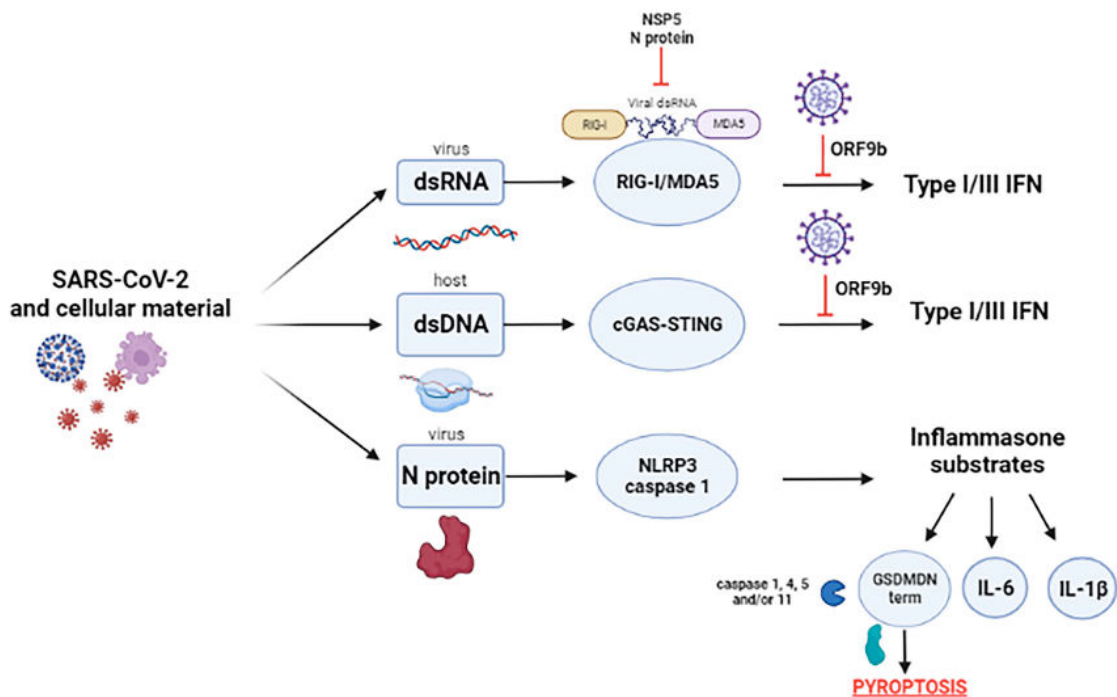 NSP5
N protein
Viral dsRNA
RIG-I
MDA5
virus
dsRNA
RIG-I/MDA5
ORF9b
Type I/III IFN
SARS-CoV-2
and cellular material
host
dsDNA
cGAS-STING
ORF9b
Type I/III IFN
virus
N protein
NLRP3
caspase 1
Inflammasone
substrates
caspase 1, 4, 5
and/or 11
GSDMDN
term
IL-6
IL-1β
PYROPTOSIS